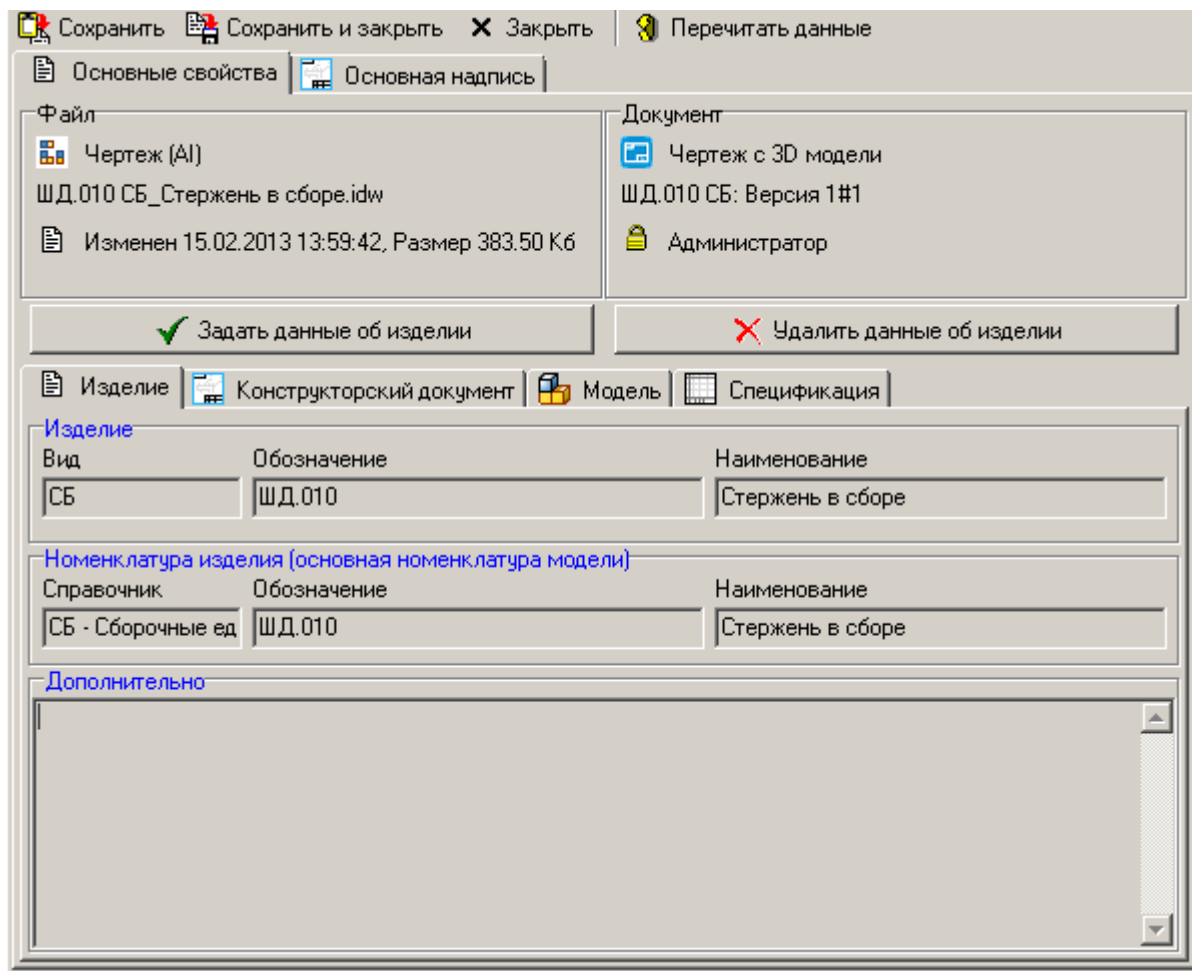 Сохранить Сохранить и закрыть Закрыть Перечитать данные
Основные свойства Основная надпись
Файл
Чертеж (AI)
ШД.010 СБ_Стержень в сборе.idw
Изменен 15.02.2013 13:59:42, Размер 383.50 Кб
Документ
Чертеж с 3D модели
ШД.010 СБ: Версия 1#1
Администратор
Задать данные об изделии Удалить данные об изделии
Изделие Конструкторский документ Модель Спецификация
Изделие
Вид Обозначение Наименование
СБ ШД.010 Стержень в сборе
Номенклатура изделия (основная номенклатура модели)
Справочник Обозначение Наименование
СБ - Сборочные ед ШД.010 Стержень в сборе
Дополнительно